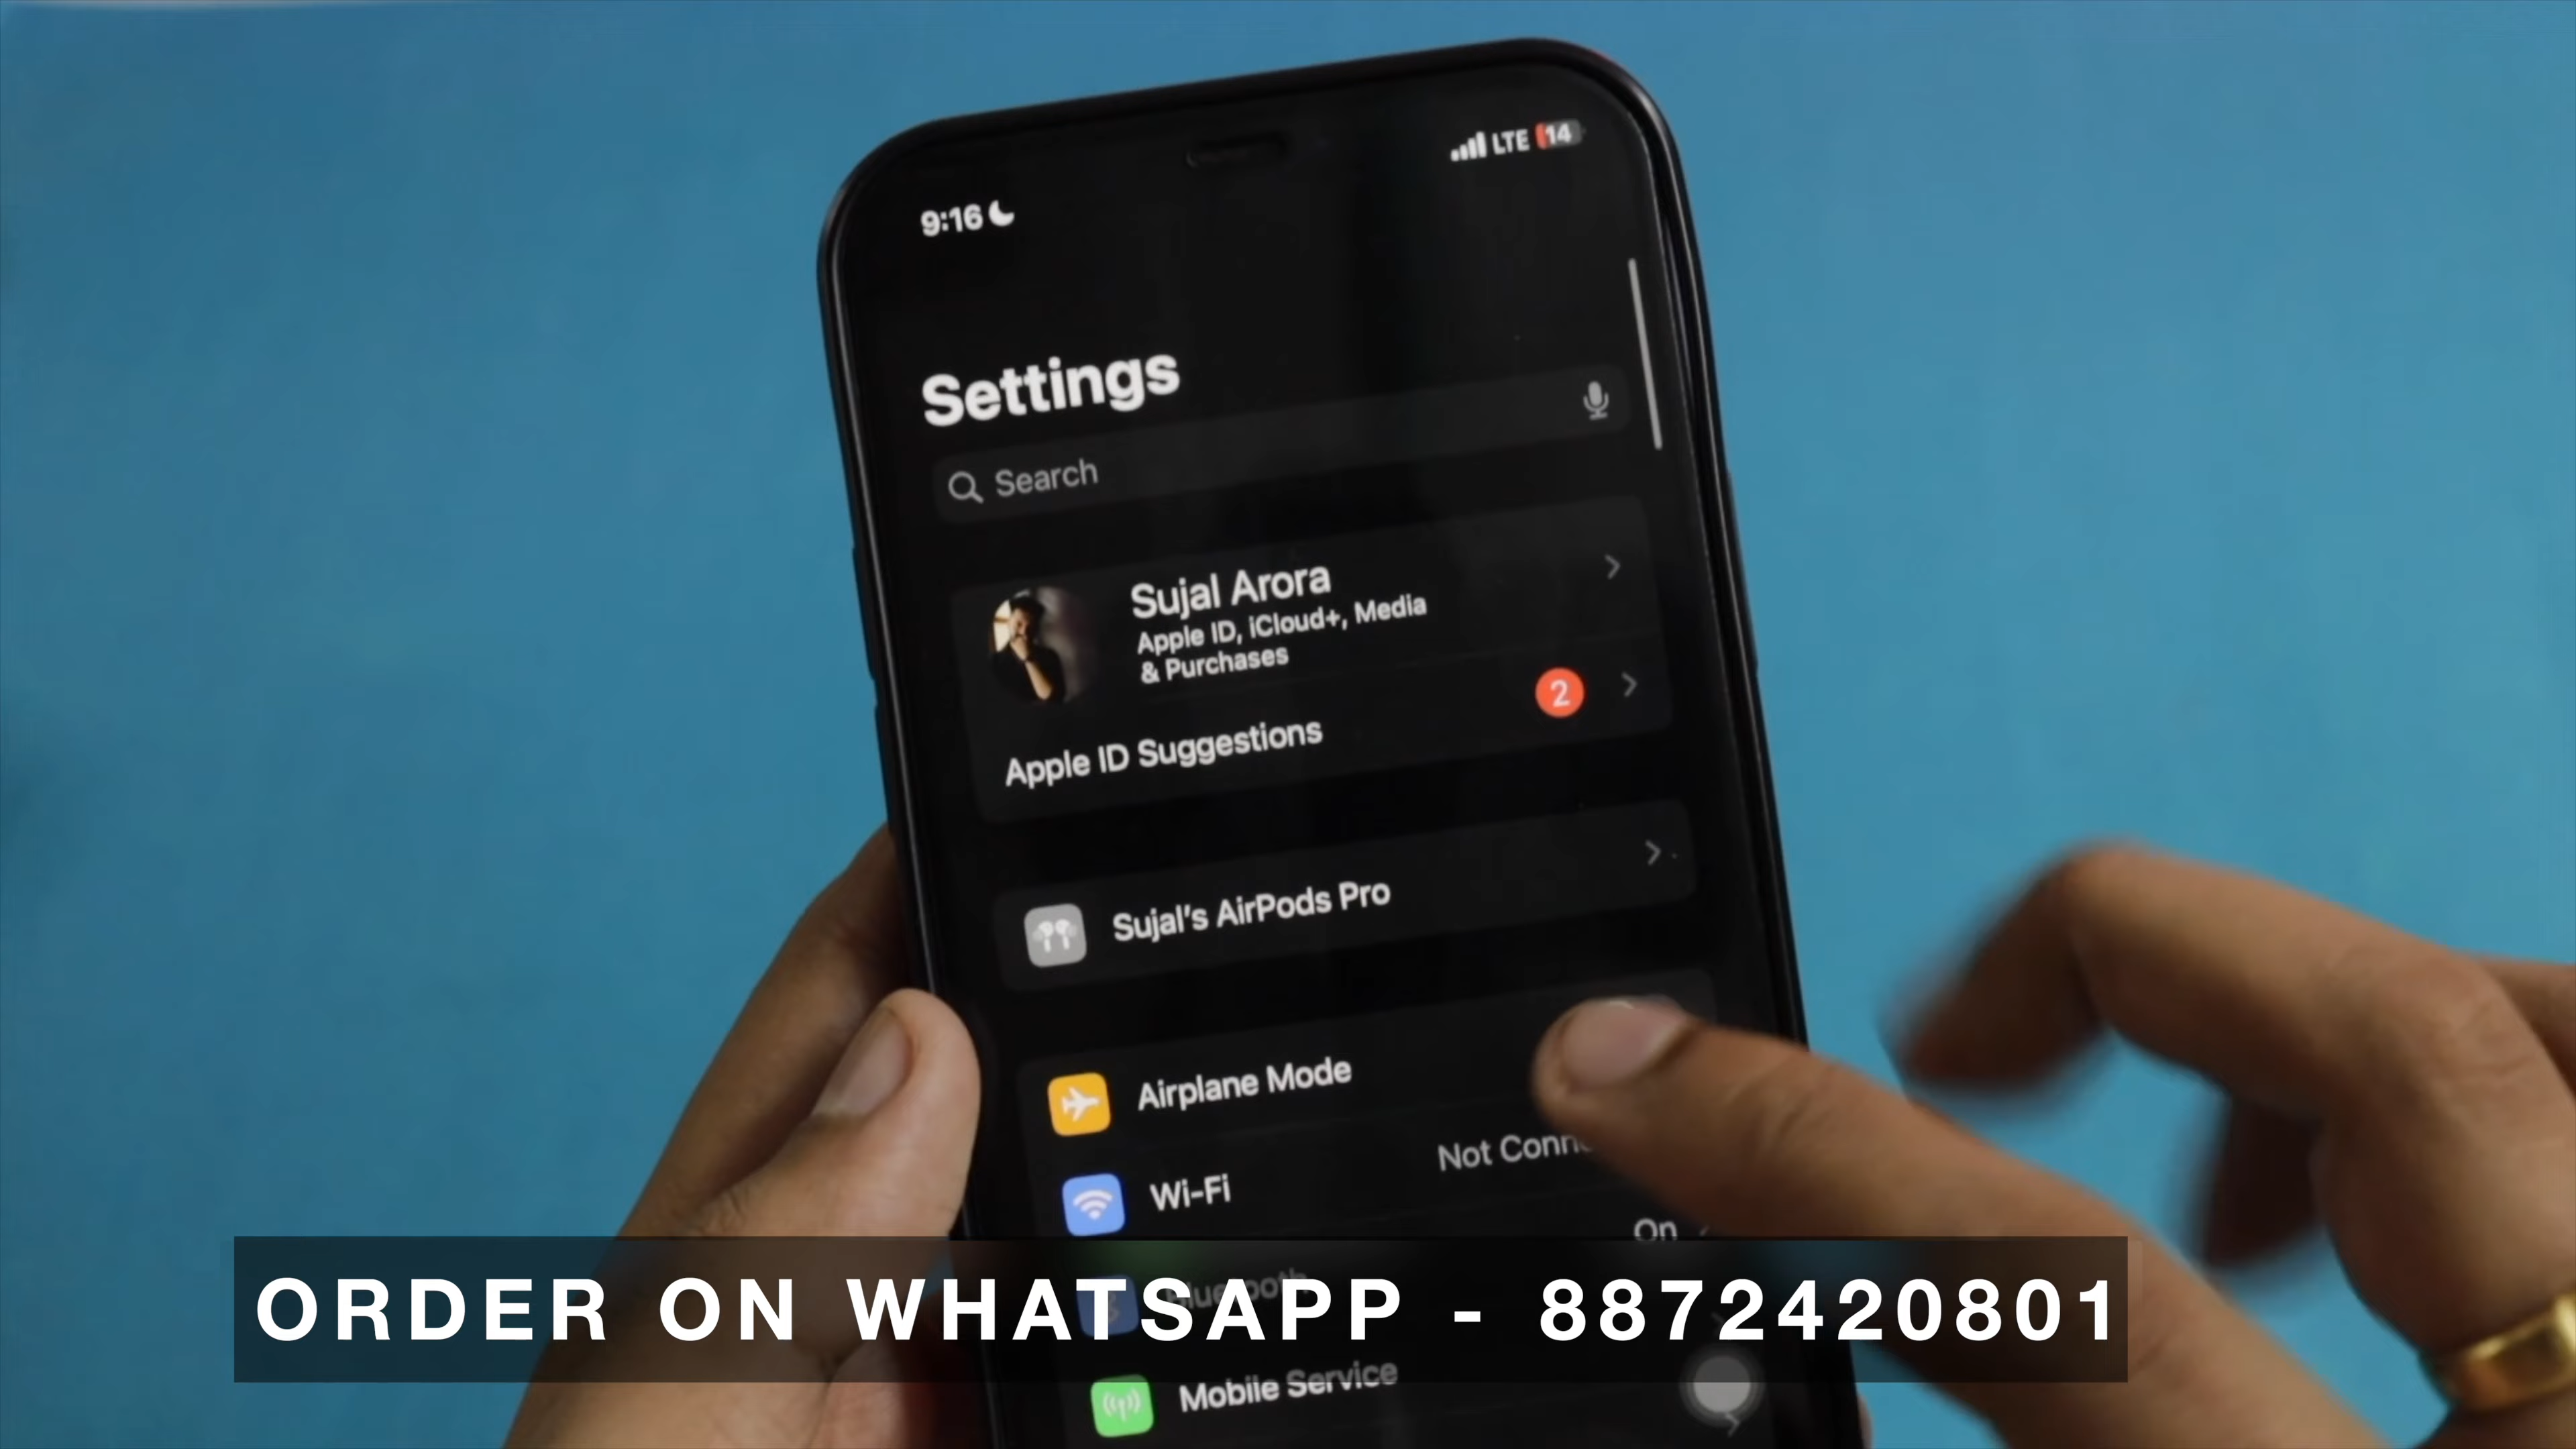 9:16
LTE 14
Settings
Search
Sujal Arora
Apple ID, iCloud+, Media
& Purchases
Apple ID Suggestions
2
Sujal's AirPods Pro
Airplane Mode
Wi-Fi
Not Conn
Bluetooth
On
Mobile Service
ORDER ON WHATSAPP - 8872420801